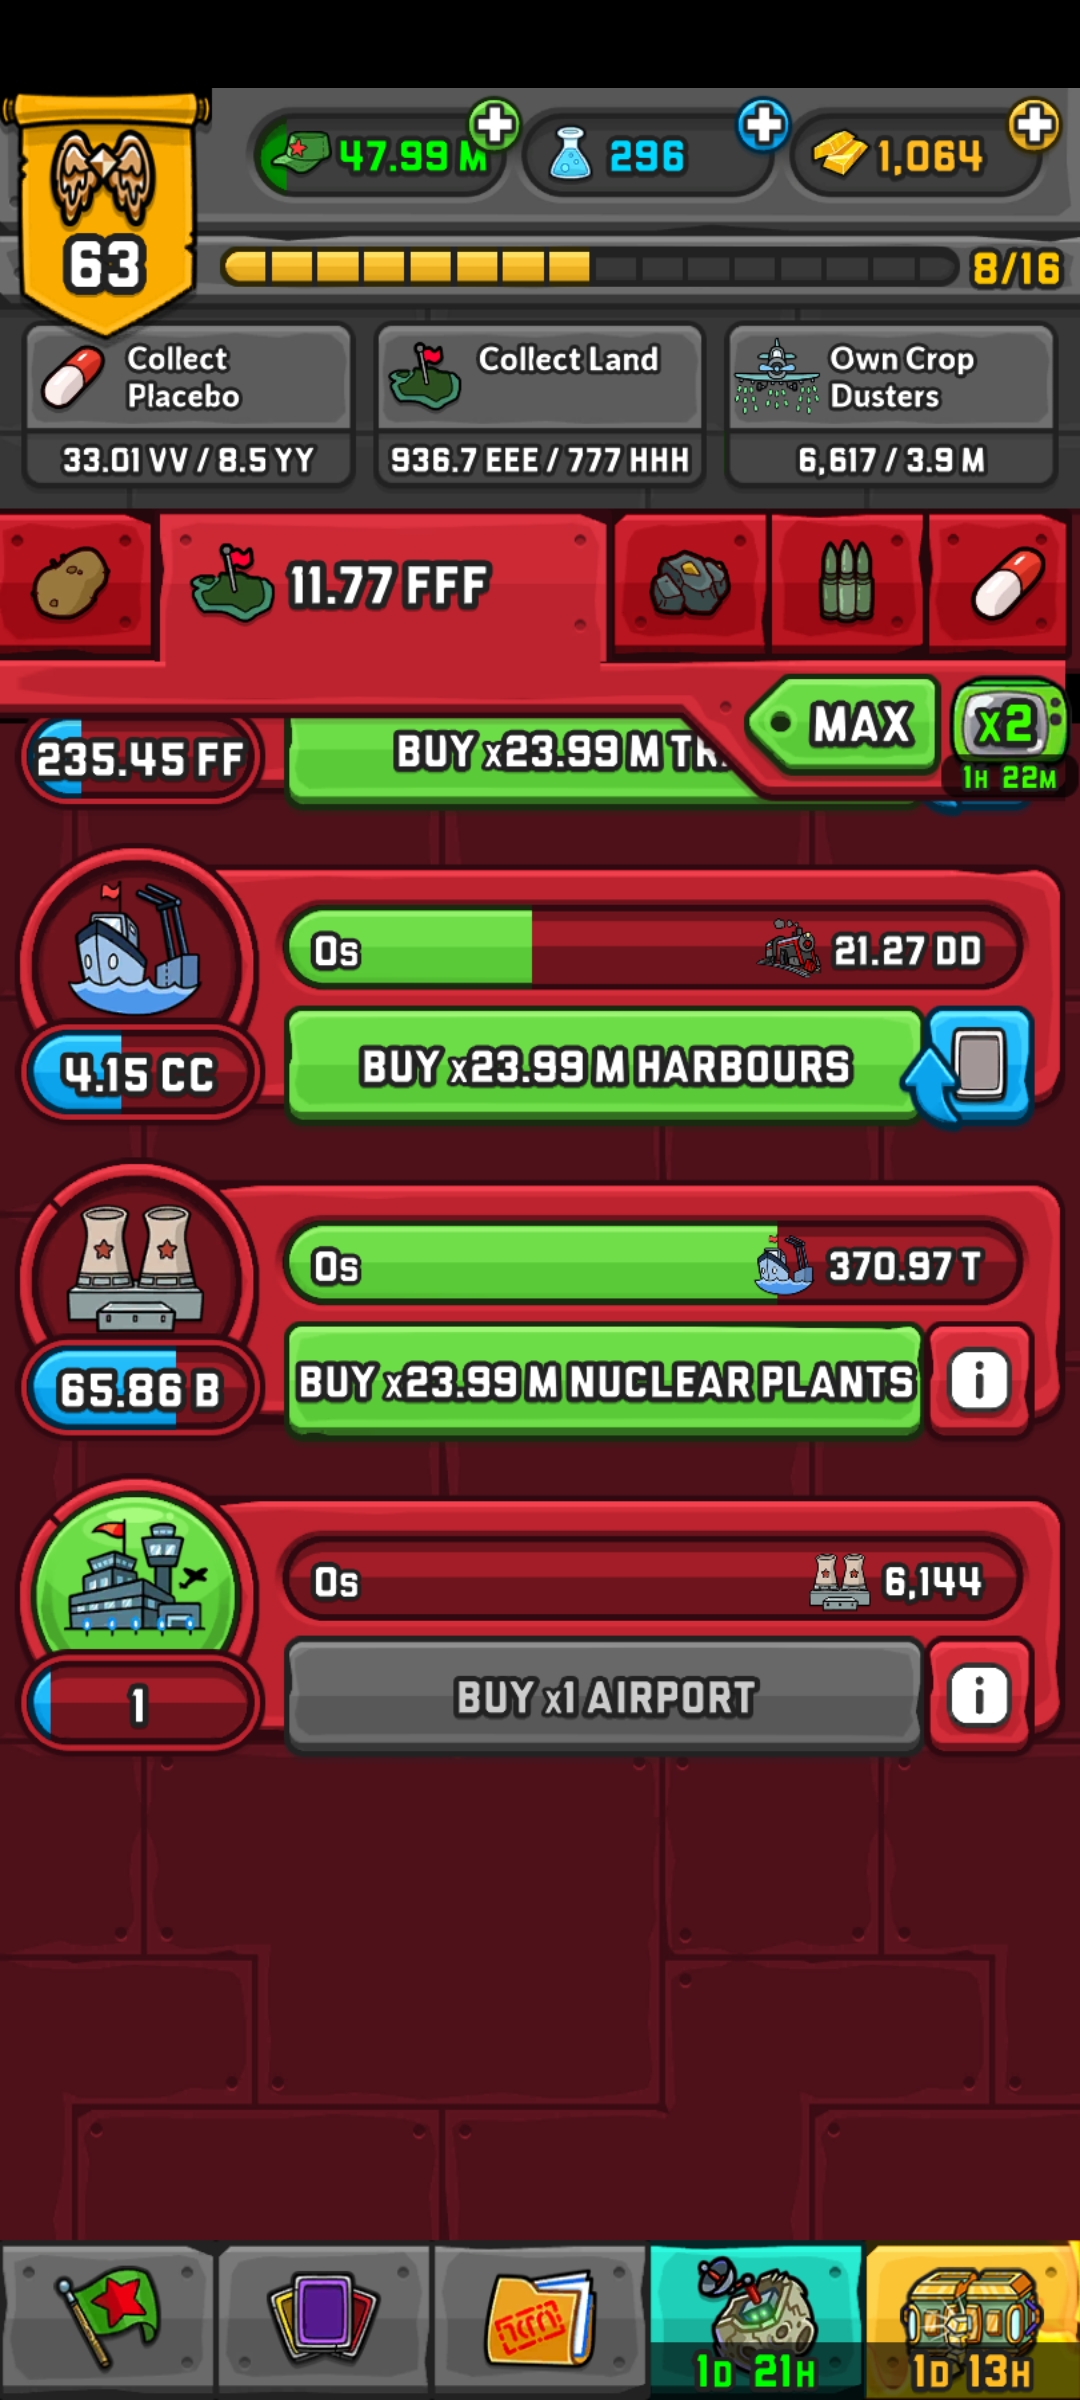 47.99 M
296
1,064
63
8/16
Collect
Placebo
33.01 VV / 8.5 YY
Collect Land
936.7 EEE / 777 HHH
Own Crop
Dusters
6,617 / 3.9 M
11.77 FFF
MAX
x2
1H 22M
235.45 FF
BUY x23.99 M TR
0s
21.27 DD
4.15 CC
BUY x23.99 M HARBOURS
0s
370.97 T
65.86 B
BUY x23.99 M NUCLEAR PLANTS
i
0s
6,144
1
BUY x1 AIRPORT
i
1D 21H
1D 13H